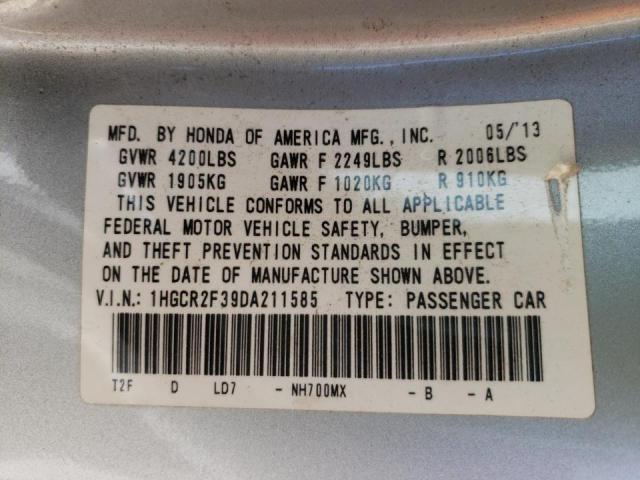 MFD. BY HONDA OF AMERICA MFG., INC. 05/'13
GVWR 4200LBS GAWR F 2249LBS R 2006LBS
GVWR 1905KG GAWR F 1020KG R 910KG
THIS VEHICLE CONFORMS TO ALL APPLICABLE
FEDERAL MOTOR VEHICLE SAFETY, BUMPER,
AND THEFT PREVENTION STANDARDS IN EFFECT
ON THE DATE OF MANUFACTURE SHOWN ABOVE.
V.I.N.: 1HGCR2F39DA211585 TYPE: PASSENGER CAR
T2F D LD7 - NH700MX - B - A